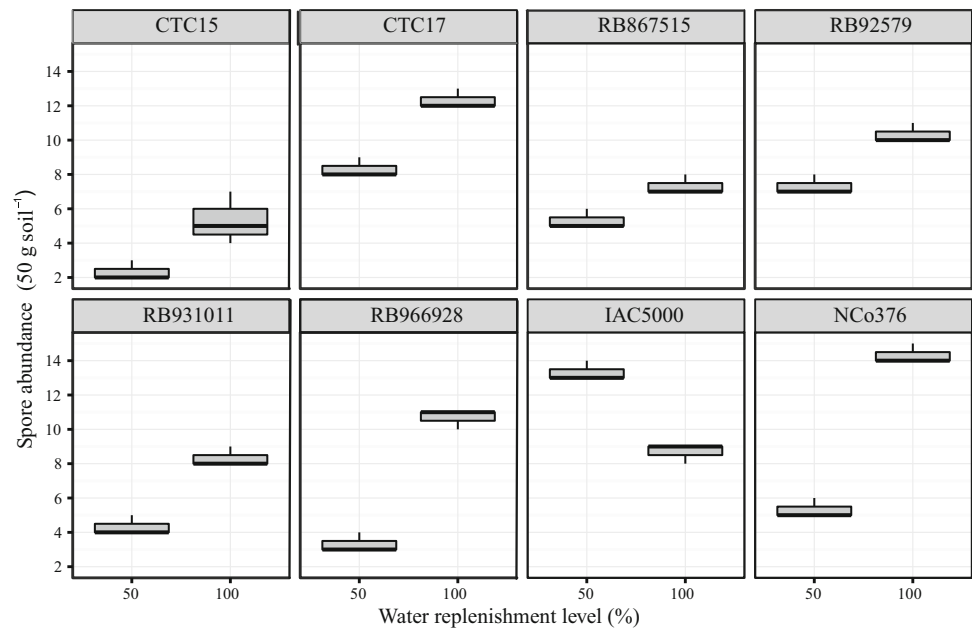 CTC15 CTC17 RB867515 RB92579
14
12
10
8
6
4
2
Spore abundance (50 g soil⁻¹)
RB931011 RB966928 IAC5000 NCo376
14
12
10
8
6
4
2
50 100 50 100 50 100 50 100
Water replenishment level (%)